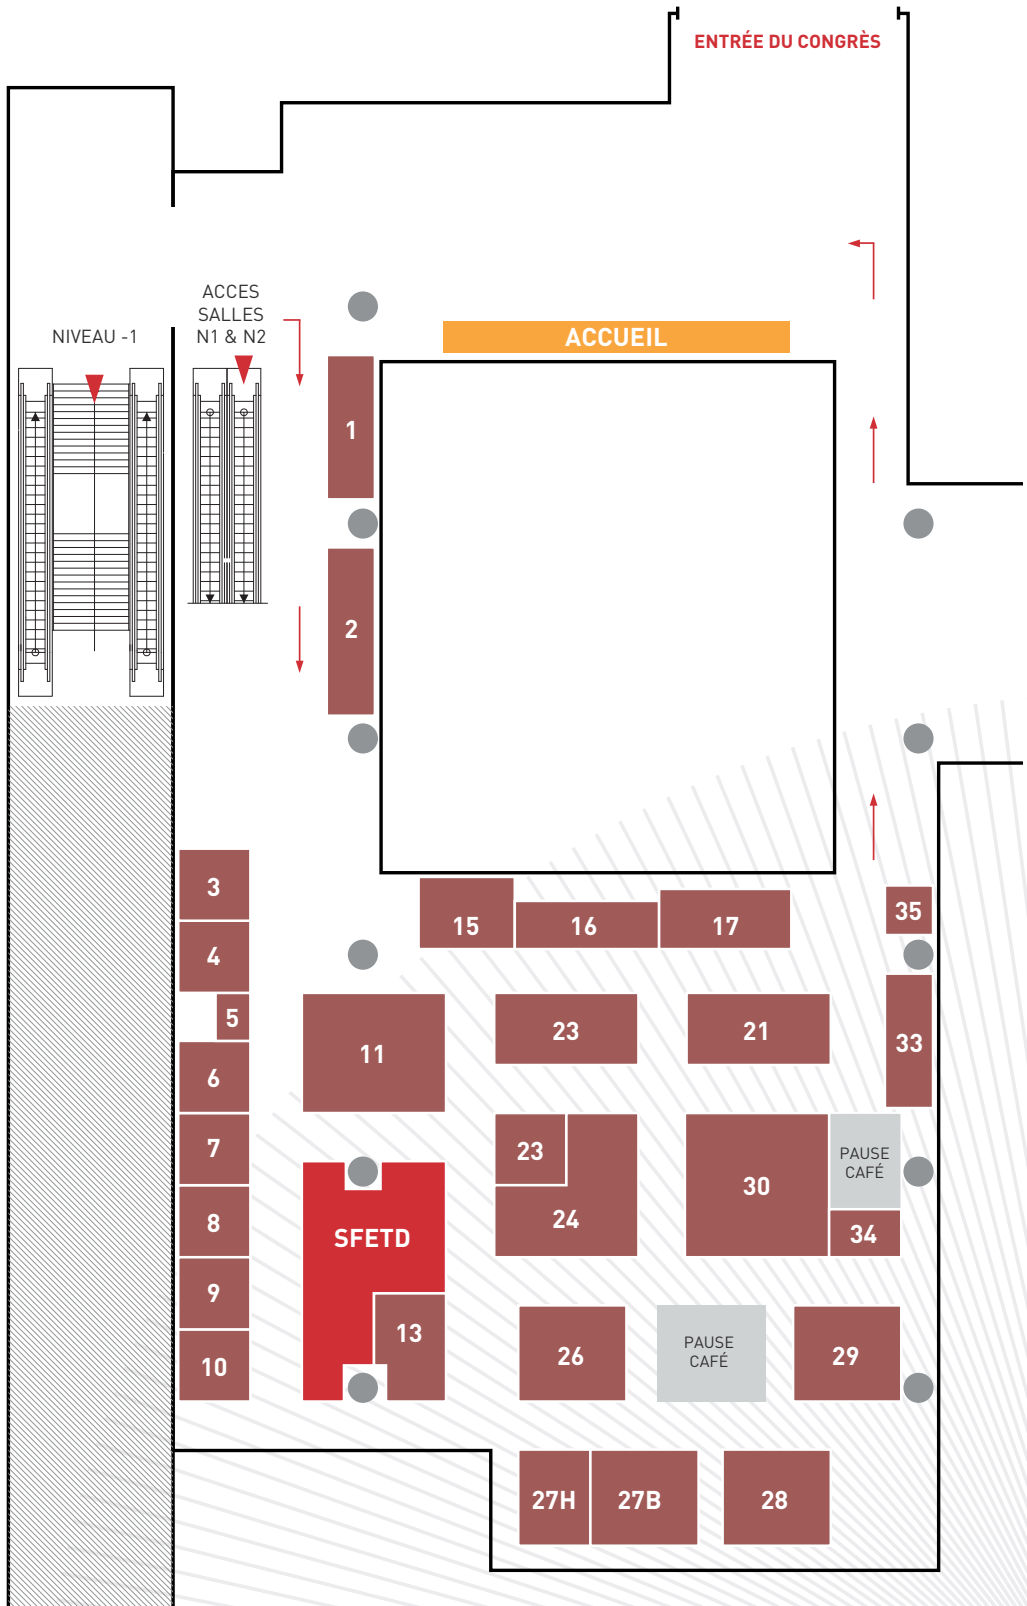 ENTRÉE DU CONGRÈS
ACCES
SALLES
N1 & N2
NIVEAU -1
ACCUEIL
1
2
3
4
5
6
7
8
9
10
15
16
17
35
11
23
21
33
23
24
30
PAUSE
CAFÉ
34
SFETD
13
26
PAUSE
CAFÉ
29
27H
27B
28